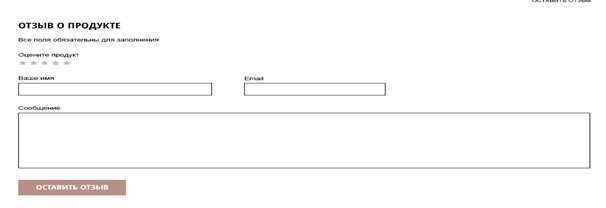 ОСТАВИТЬ ОТЗЫВ
ОТЗЫВ О ПРОДУКТЕ
Все поля обязательны для заполнения
Оцените продукт
Ваше имя
Email
Сообщение
ОСТАВИТЬ ОТЗЫВ